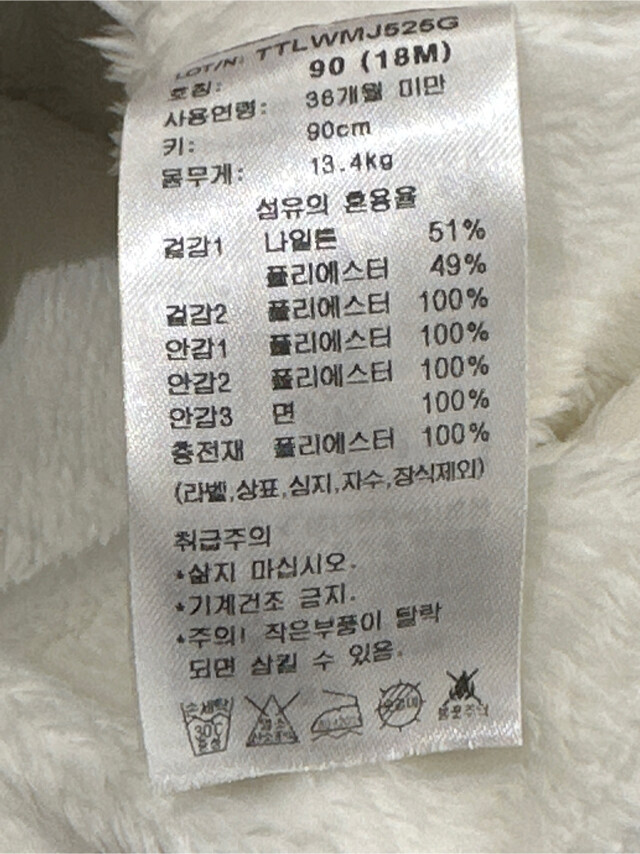 LOT/N: TTLWMJ525G
호칭: 90 (18M)
사용연령: 36개월 미만
키: 90cm
몸무게: 13.4kg
섬유의 혼용율
겉감1 나일론 51%
폴리에스터 49%
겉감2 폴리에스터 100%
안감1 폴리에스터 100%
안감2 폴리에스터 100%
안감3 면 100%
충전재 폴리에스터 100%
(라벨,상표,심지,자수,장식제외)
취급주의
*삶지 마십시오.
*기계건조 금지.
*주의! 작은부품이 탈락
되면 삼킬 수 있음.
손세탁
30℃
중성